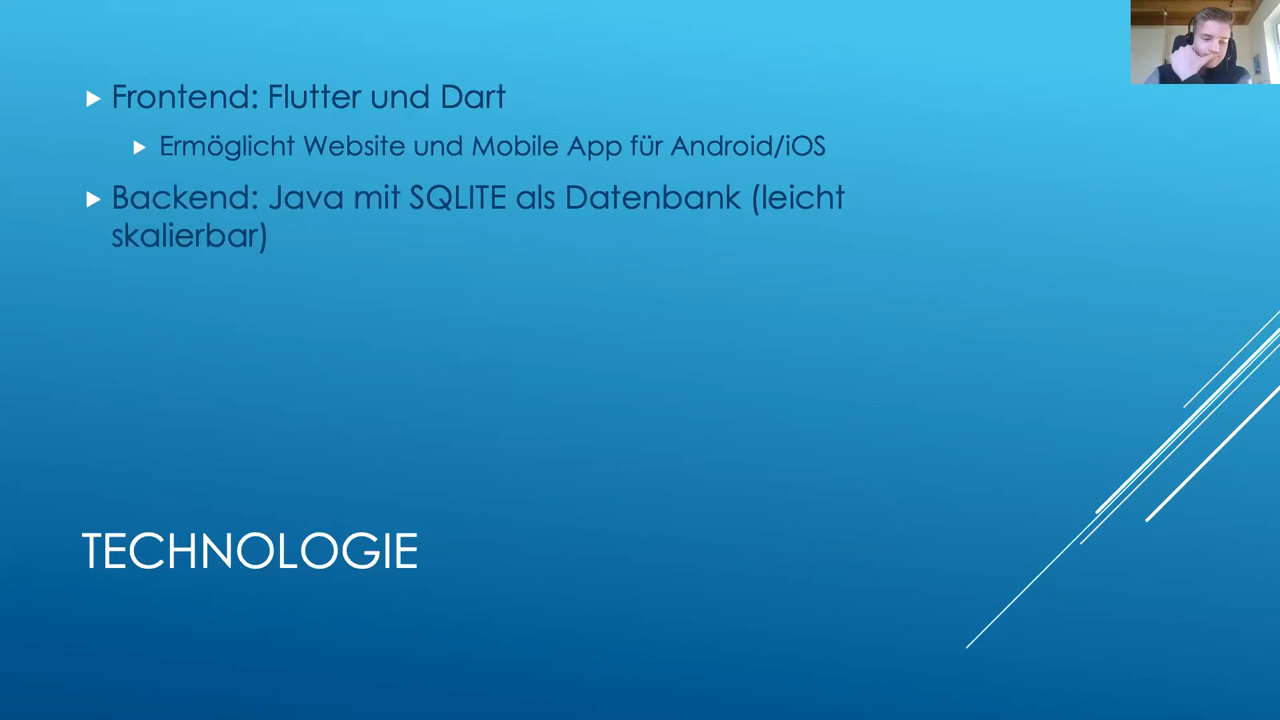 Frontend: Flutter und Dart
Ermöglicht Website und Mobile App für Android/iOS
Backend: Java mit SQLITE als Datenbank (leicht
skalierbar)
TECHNOLOGIE